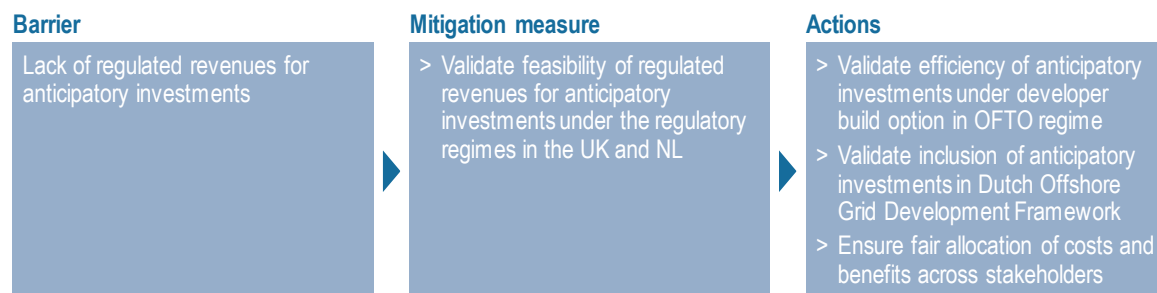 Barrier
Lack of regulated revenues for
anticipatory investments
Mitigation measure
> Validate feasibility of regulated
revenues for anticipatory
investments under the regulatory
regimes in the UK and NL
Actions
> Validate efficiency of anticipatory
investments under developer
build option in OFTO regime
> Validate inclusion of anticipatory
investments in Dutch Offshore
Grid Development Framework
> Ensure fair allocation of costs and
benefits across stakeholders